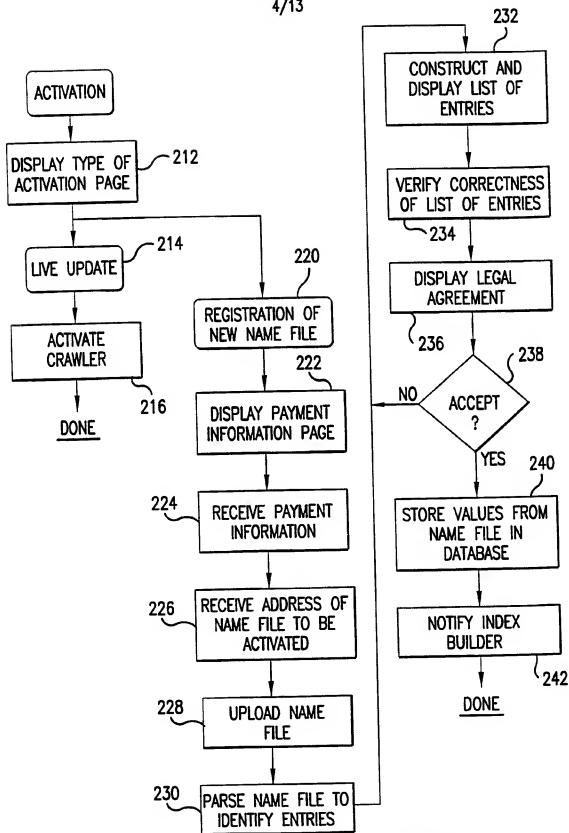 4/13
ACTIVATION
DISPLAY TYPE OF
ACTIVATION PAGE
212
LIVE UPDATE
214
ACTIVATE
CRAWLER
216
DONE
220
REGISTRATION OF
NEW NAME FILE
222
DISPLAY PAYMENT
INFORMATION PAGE
224
RECEIVE PAYMENT
INFORMATION
226
RECEIVE ADDRESS OF
NAME FILE TO BE
ACTIVATED
228
UPLOAD NAME
FILE
230
PARSE NAME FILE TO
IDENTIFY ENTRIES
232
CONSTRUCT AND
DISPLAY LIST OF
ENTRIES
VERIFY CORRECTNESS
OF LIST OF ENTRIES
234
DISPLAY LEGAL
AGREEMENT
236
238
ACCEPT
?
NO
YES
240
STORE VALUES FROM
NAME FILE IN
DATABASE
NOTIFY INDEX
BUILDER
242
DONE